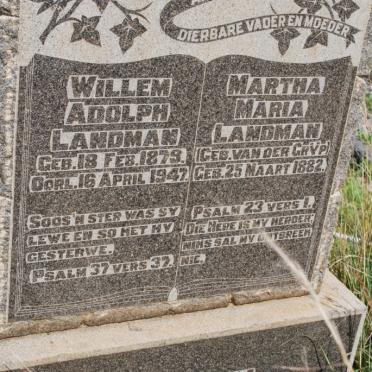 DIERBARE VADER EN MOEDER
WILLEM
ADOLPH
LANDMAN
GEB. 18 FEB. 1879.
OORL. 16 APRIL 1947.
SOOS 'N STER WAS SY
LEWE EN SO HET HY
GESTERWE.
(PSALM 37 VERS 37)
MARTHA
MARIA
LANDMAN
(GEB. VAN DER GRYP)
GEB. 25 MAART 1882.
PSALM 23 VERS 1.
DIE HERE IS MY HERDER
NIKS SAL MY ONTBREEK
NIE.